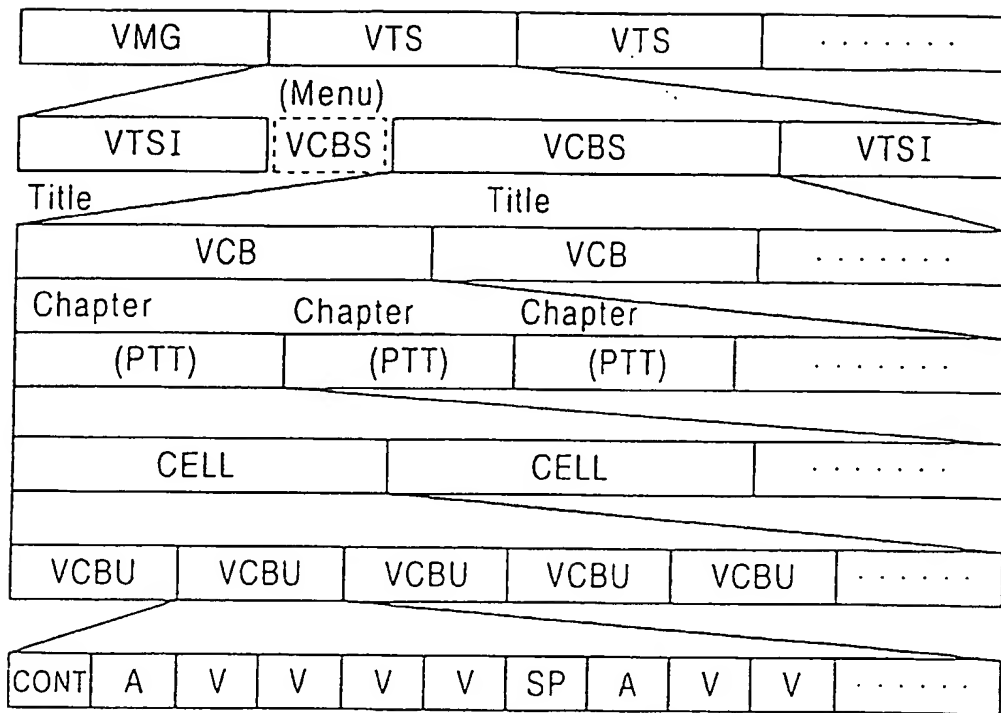 VMG VTS VTS .......
(Menu)
VTSI VCBS VCBS VTSI
Title Title
VCB VCB .......
Chapter Chapter Chapter
(PTT) (PTT) (PTT) .......
CELL CELL .......
VCBU VCBU VCBU VCBU VCBU ......
CONT A V V V V SP A V V ......